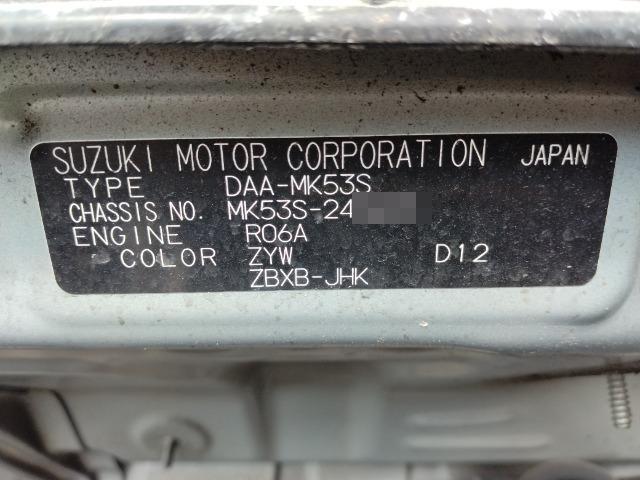 SUZUKI MOTOR CORPORATION JAPAN
TYPE DAA-MK53S
CHASSIS NO. MK53S-24
ENGINE R06A
COLOR ZYW D12
ZBXB-JHK